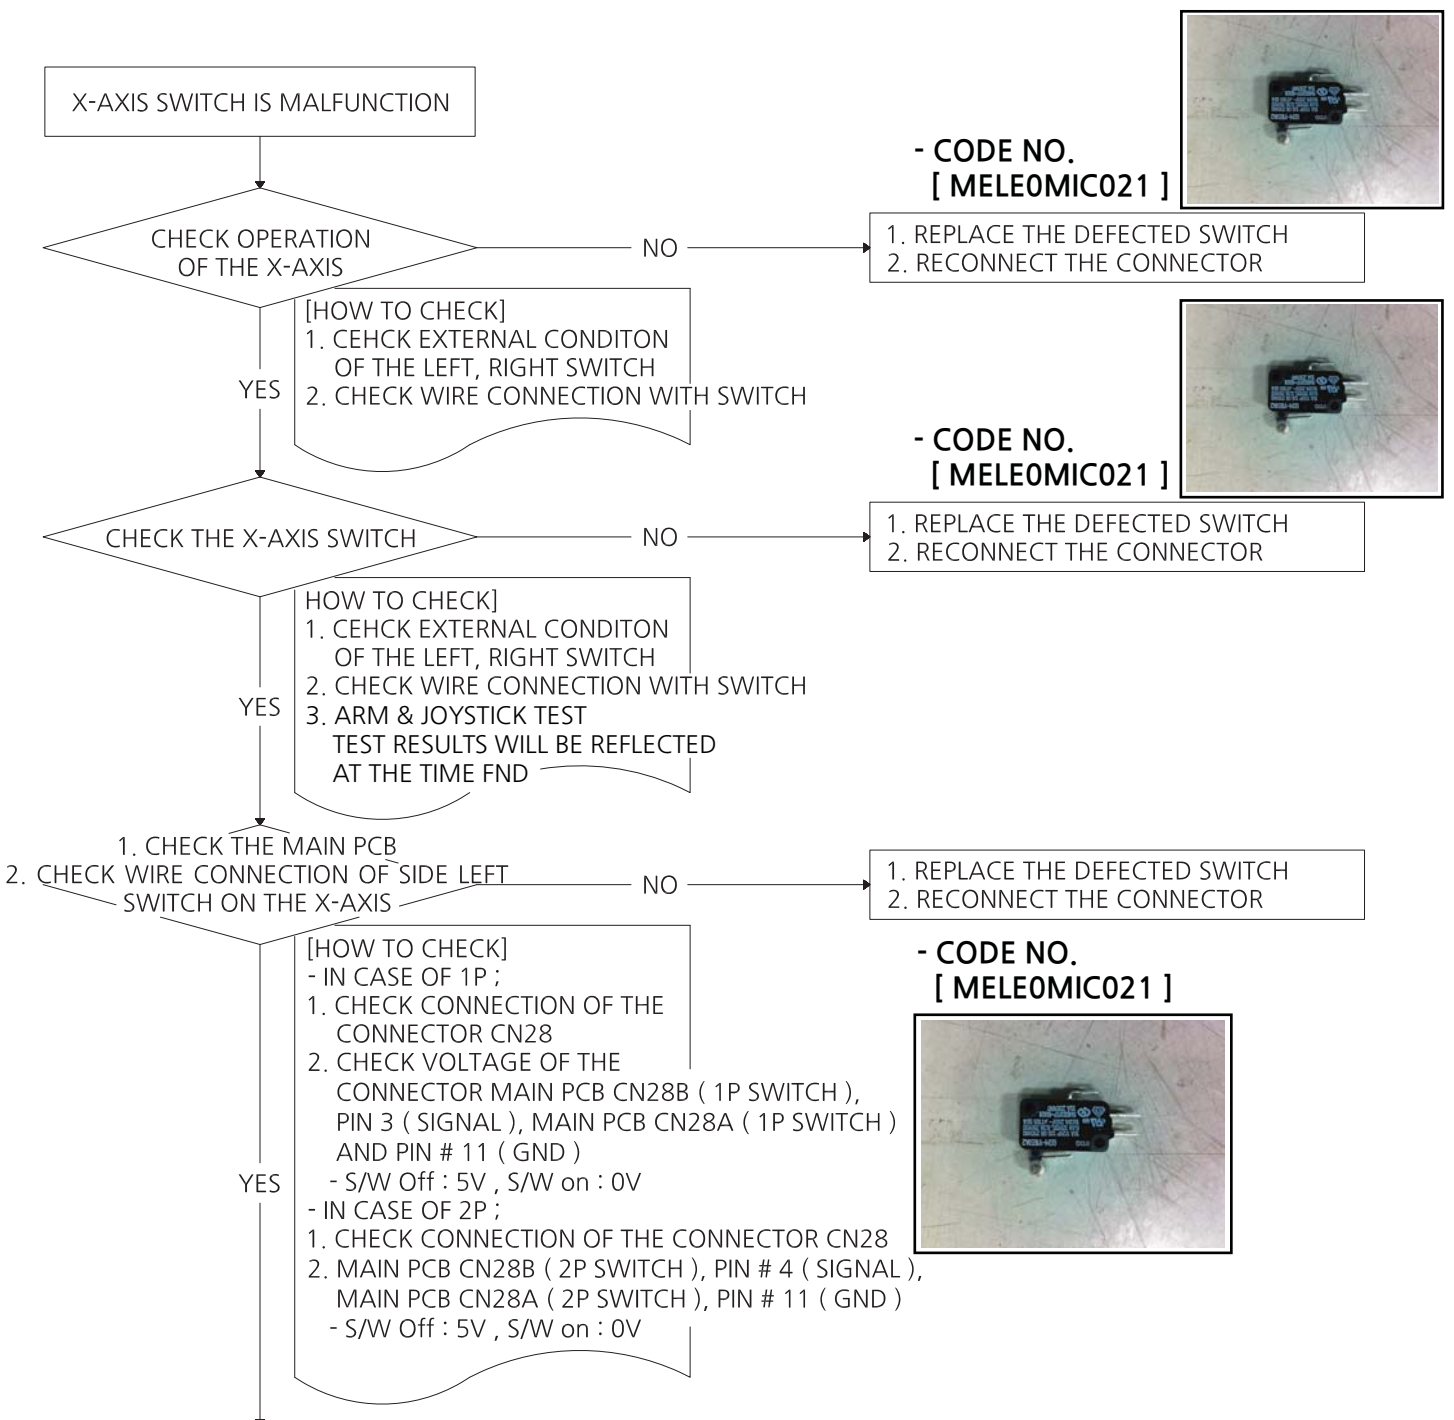 X-AXIS SWITCH IS MALFUNCTION
- CODE NO.
[ MELE0MIC021 ]
CHECK OPERATION
OF THE X-AXIS
NO
1. REPLACE THE DEFECTED SWITCH
2. RECONNECT THE CONNECTOR
[HOW TO CHECK]
1. CEHCK EXTERNAL CONDITON
OF THE LEFT, RIGHT SWITCH
2. CHECK WIRE CONNECTION WITH SWITCH
YES
- CODE NO.
[ MELE0MIC021 ]
CHECK THE X-AXIS SWITCH
NO
1. REPLACE THE DEFECTED SWITCH
2. RECONNECT THE CONNECTOR
HOW TO CHECK]
1. CEHCK EXTERNAL CONDITON
OF THE LEFT, RIGHT SWITCH
2. CHECK WIRE CONNECTION WITH SWITCH
3. ARM & JOYSTICK TEST
TEST RESULTS WILL BE REFLECTED
AT THE TIME FND
YES
1. CHECK THE MAIN PCB
2. CHECK WIRE CONNECTION OF SIDE LEFT
SWITCH ON THE X-AXIS
NO
1. REPLACE THE DEFECTED SWITCH
2. RECONNECT THE CONNECTOR
- CODE NO.
[ MELE0MIC021 ]
[HOW TO CHECK]
- IN CASE OF 1P ;
1. CHECK CONNECTION OF THE
CONNECTOR CN28
2. CHECK VOLTAGE OF THE
CONNECTOR MAIN PCB CN28B ( 1P SWITCH ),
PIN 3 ( SIGNAL ), MAIN PCB CN28A ( 1P SWITCH )
AND PIN # 11 ( GND )
- S/W Off : 5V , S/W on : 0V
YES
- IN CASE OF 2P ;
1. CHECK CONNECTION OF THE CONNECTOR CN28
2. MAIN PCB CN28B ( 2P SWITCH ), PIN # 4 ( SIGNAL ),
MAIN PCB CN28A ( 2P SWITCH ), PIN # 11 ( GND )
- S/W Off : 5V , S/W on : 0V